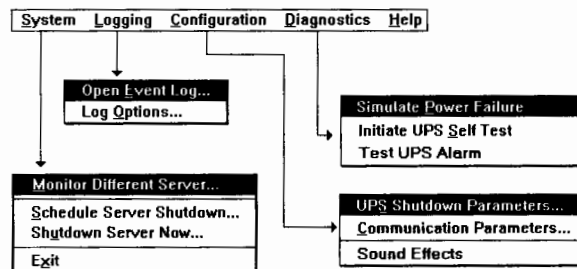 System Logging Configuration Diagnostics Help
Open Event Log...
Log Options...
Simulate Power Failure
Initiate UPS Self Test
Test UPS Alarm
Monitor Different Server...
Schedule Server Shutdown...
Shutdown Server Now...
Exit
UPS Shutdown Parameters...
Communication Parameters...
Sound Effects